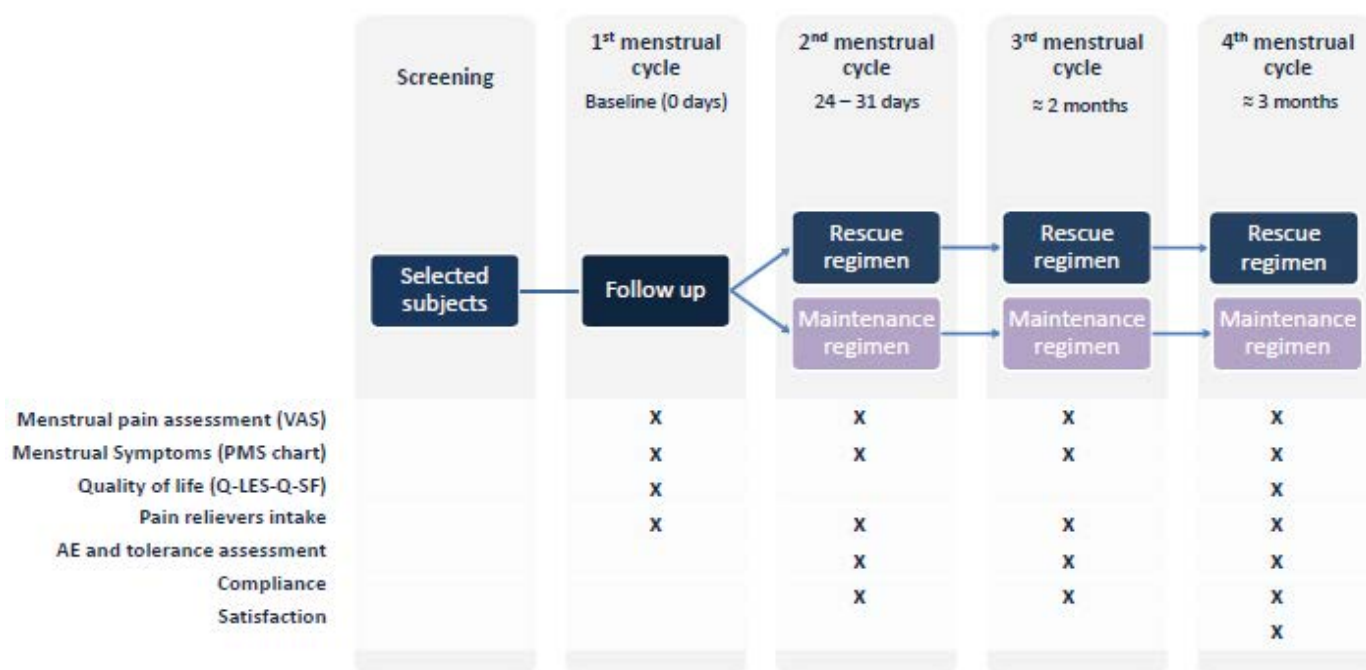 Screening
1st menstrual
cycle
Baseline (0 days)
2nd menstrual
cycle
24 – 31 days
3rd menstrual
cycle
≈ 2 months
4th menstrual
cycle
≈ 3 months
Selected
subjects
Follow up
Rescue
regimen
Rescue
regimen
Rescue
regimen
Maintenance
regimen
Maintenance
regimen
Maintenance
regimen
Menstrual pain assessment (VAS) X X X X
Menstrual Symptoms (PMS chart) X X X X
Quality of life (Q-LES-Q-SF) X X
Pain relievers intake X X X X
AE and tolerance assessment X X X
Compliance X X X
Satisfaction X